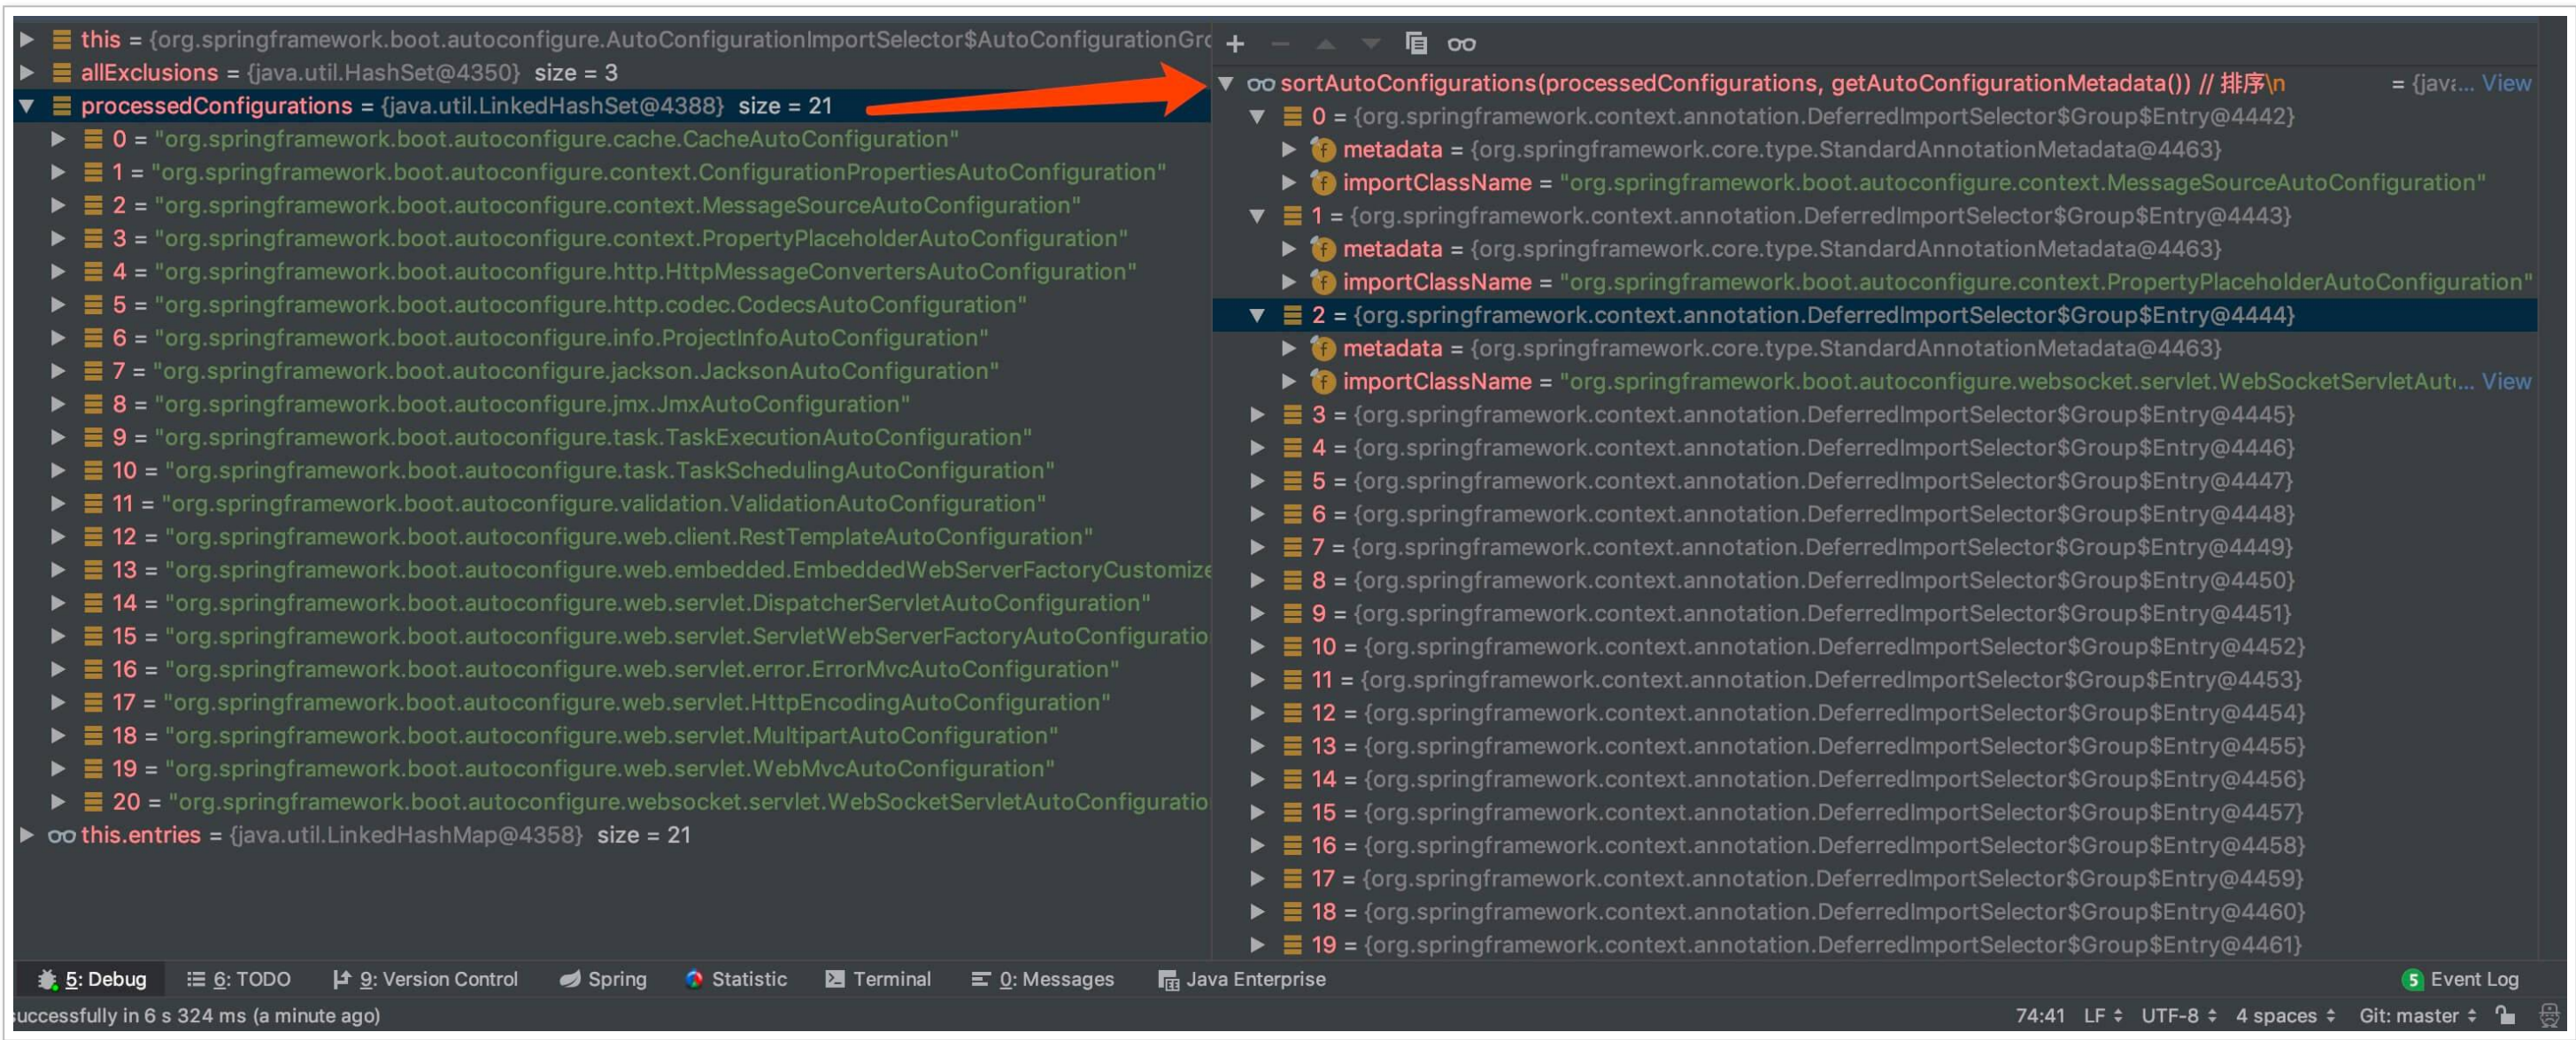 this = {org.springframework.boot.autoconfigure.AutoConfigurationImportSelector$AutoConfigurationGr
allExclusions = {java.util.HashSet@4350} size = 3
processedConfigurations = {java.util.LinkedHashSet@4388} size = 21
0 = "org.springframework.boot.autoconfigure.cache.CacheAutoConfiguration"
1 = "org.springframework.boot.autoconfigure.context.ConfigurationPropertiesAutoConfiguration"
2 = "org.springframework.boot.autoconfigure.context.MessageSourceAutoConfiguration"
3 = "org.springframework.boot.autoconfigure.context.PropertyPlaceholderAutoConfiguration"
4 = "org.springframework.boot.autoconfigure.http.HttpMessageConvertersAutoConfiguration"
5 = "org.springframework.boot.autoconfigure.http.codec.CodecsAutoConfiguration"
6 = "org.springframework.boot.autoconfigure.info.ProjectInfoAutoConfiguration"
7 = "org.springframework.boot.autoconfigure.jackson.JacksonAutoConfiguration"
8 = "org.springframework.boot.autoconfigure.jmx.JmxAutoConfiguration"
9 = "org.springframework.boot.autoconfigure.task.TaskExecutionAutoConfiguration"
10 = "org.springframework.boot.autoconfigure.task.TaskSchedulingAutoConfiguration"
11 = "org.springframework.boot.autoconfigure.validation.ValidationAutoConfiguration"
12 = "org.springframework.boot.autoconfigure.web.client.RestTemplateAutoConfiguration"
13 = "org.springframework.boot.autoconfigure.web.embedded.EmbeddedWebServerFactoryCustomize
14 = "org.springframework.boot.autoconfigure.web.servlet.DispatcherServletAutoConfiguration"
15 = "org.springframework.boot.autoconfigure.web.servlet.ServletWebServerFactoryAutoConfiguratio
16 = "org.springframework.boot.autoconfigure.web.servlet.error.ErrorMvcAutoConfiguration"
17 = "org.springframework.boot.autoconfigure.web.servlet.HttpEncodingAutoConfiguration"
18 = "org.springframework.boot.autoconfigure.web.servlet.MultipartAutoConfiguration"
19 = "org.springframework.boot.autoconfigure.web.servlet.WebMvcAutoConfiguration"
20 = "org.springframework.boot.autoconfigure.websocket.servlet.WebSocketServletAutoConfiguratio
this.entries = {java.util.LinkedHashMap@4358} size = 21
sortAutoConfigurations(processedConfigurations, getAutoConfigurationMetadata()) // 排序\n = {java... View
0 = {org.springframework.context.annotation.DeferredImportSelector$Group$Entry@4442}
metadata = {org.springframework.core.type.StandardAnnotationMetadata@4463}
importClassName = "org.springframework.boot.autoconfigure.context.MessageSourceAutoConfiguration"
1 = {org.springframework.context.annotation.DeferredImportSelector$Group$Entry@4443}
metadata = {org.springframework.core.type.StandardAnnotationMetadata@4463}
importClassName = "org.springframework.boot.autoconfigure.context.PropertyPlaceholderAutoConfiguration"
2 = {org.springframework.context.annotation.DeferredImportSelector$Group$Entry@4444}
metadata = {org.springframework.core.type.StandardAnnotationMetadata@4463}
importClassName = "org.springframework.boot.autoconfigure.websocket.servlet.WebSocketServletAut... View
3 = {org.springframework.context.annotation.DeferredImportSelector$Group$Entry@4445}
4 = {org.springframework.context.annotation.DeferredImportSelector$Group$Entry@4446}
5 = {org.springframework.context.annotation.DeferredImportSelector$Group$Entry@4447}
6 = {org.springframework.context.annotation.DeferredImportSelector$Group$Entry@4448}
7 = {org.springframework.context.annotation.DeferredImportSelector$Group$Entry@4449}
8 = {org.springframework.context.annotation.DeferredImportSelector$Group$Entry@4450}
9 = {org.springframework.context.annotation.DeferredImportSelector$Group$Entry@4451}
10 = {org.springframework.context.annotation.DeferredImportSelector$Group$Entry@4452}
11 = {org.springframework.context.annotation.DeferredImportSelector$Group$Entry@4453}
12 = {org.springframework.context.annotation.DeferredImportSelector$Group$Entry@4454}
13 = {org.springframework.context.annotation.DeferredImportSelector$Group$Entry@4455}
14 = {org.springframework.context.annotation.DeferredImportSelector$Group$Entry@4456}
15 = {org.springframework.context.annotation.DeferredImportSelector$Group$Entry@4457}
16 = {org.springframework.context.annotation.DeferredImportSelector$Group$Entry@4458}
17 = {org.springframework.context.annotation.DeferredImportSelector$Group$Entry@4459}
18 = {org.springframework.context.annotation.DeferredImportSelector$Group$Entry@4460}
19 = {org.springframework.context.annotation.DeferredImportSelector$Group$Entry@4461}
5: Debug 6: TODO 9: Version Control Spring Statistic Terminal 0: Messages Java Enterprise 5 Event Log
successfully in 6 s 324 ms (a minute ago) 74:41 LF UTF-8 4 spaces Git: master